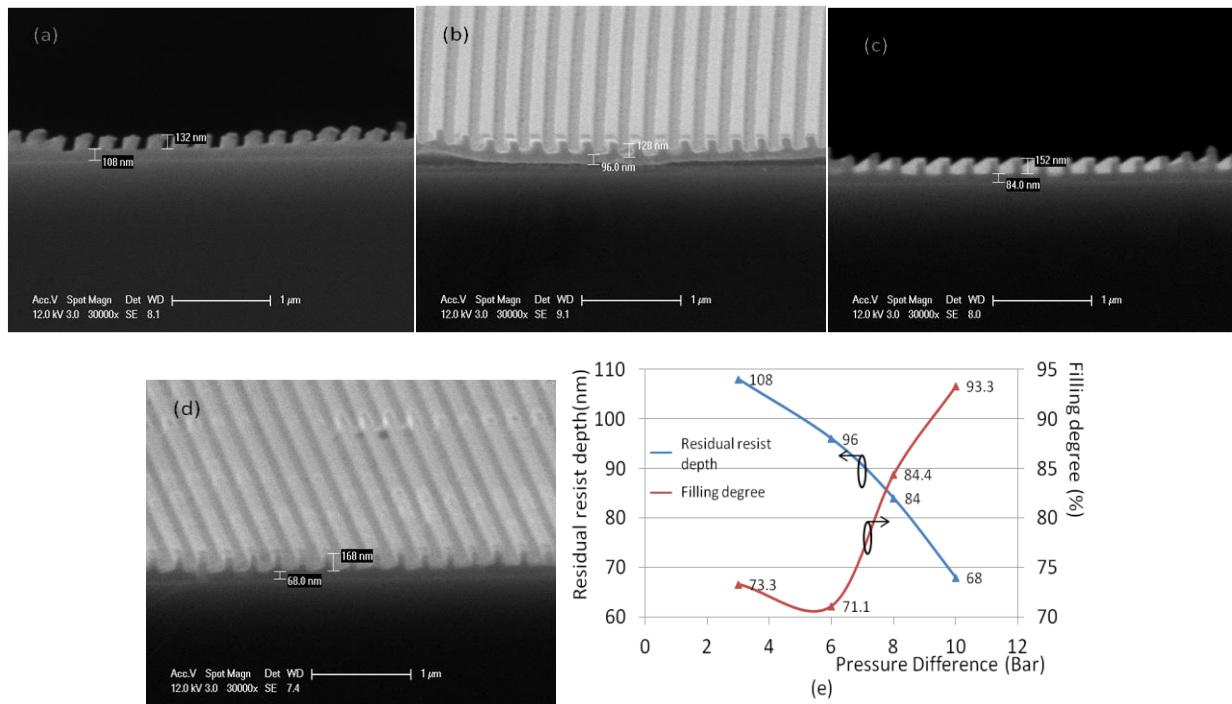 (a)
132 nm
108 nm
Acc.V Spot Magn Det WD 1 µm
12.0 kV 3.0 30000x SE 8.1
(b)
128 nm
96.0 nm
Acc.V Spot Magn Det WD 1 µm
12.0 kV 3.0 30000x SE 9.1
(c)
152 nm
84.0 nm
Acc.V Spot Magn Det WD 1 µm
12.0 kV 3.0 30000x SE 8.0
(d)
168 nm
68.0 nm
Acc.V Spot Magn Det WD 1 µm
12.0 kV 3.0 30000x SE 7.4
Residual resist depth(nm)
110
100
90
80
70
60
108
96
84
68
Residual resist
depth
Filling degree
73.3
71.1
84.4
93.3
95
90
85
80
75
70
Filling degree (%)
0 2 4 6 8 10 12
Pressure Difference (Bar)
(e)